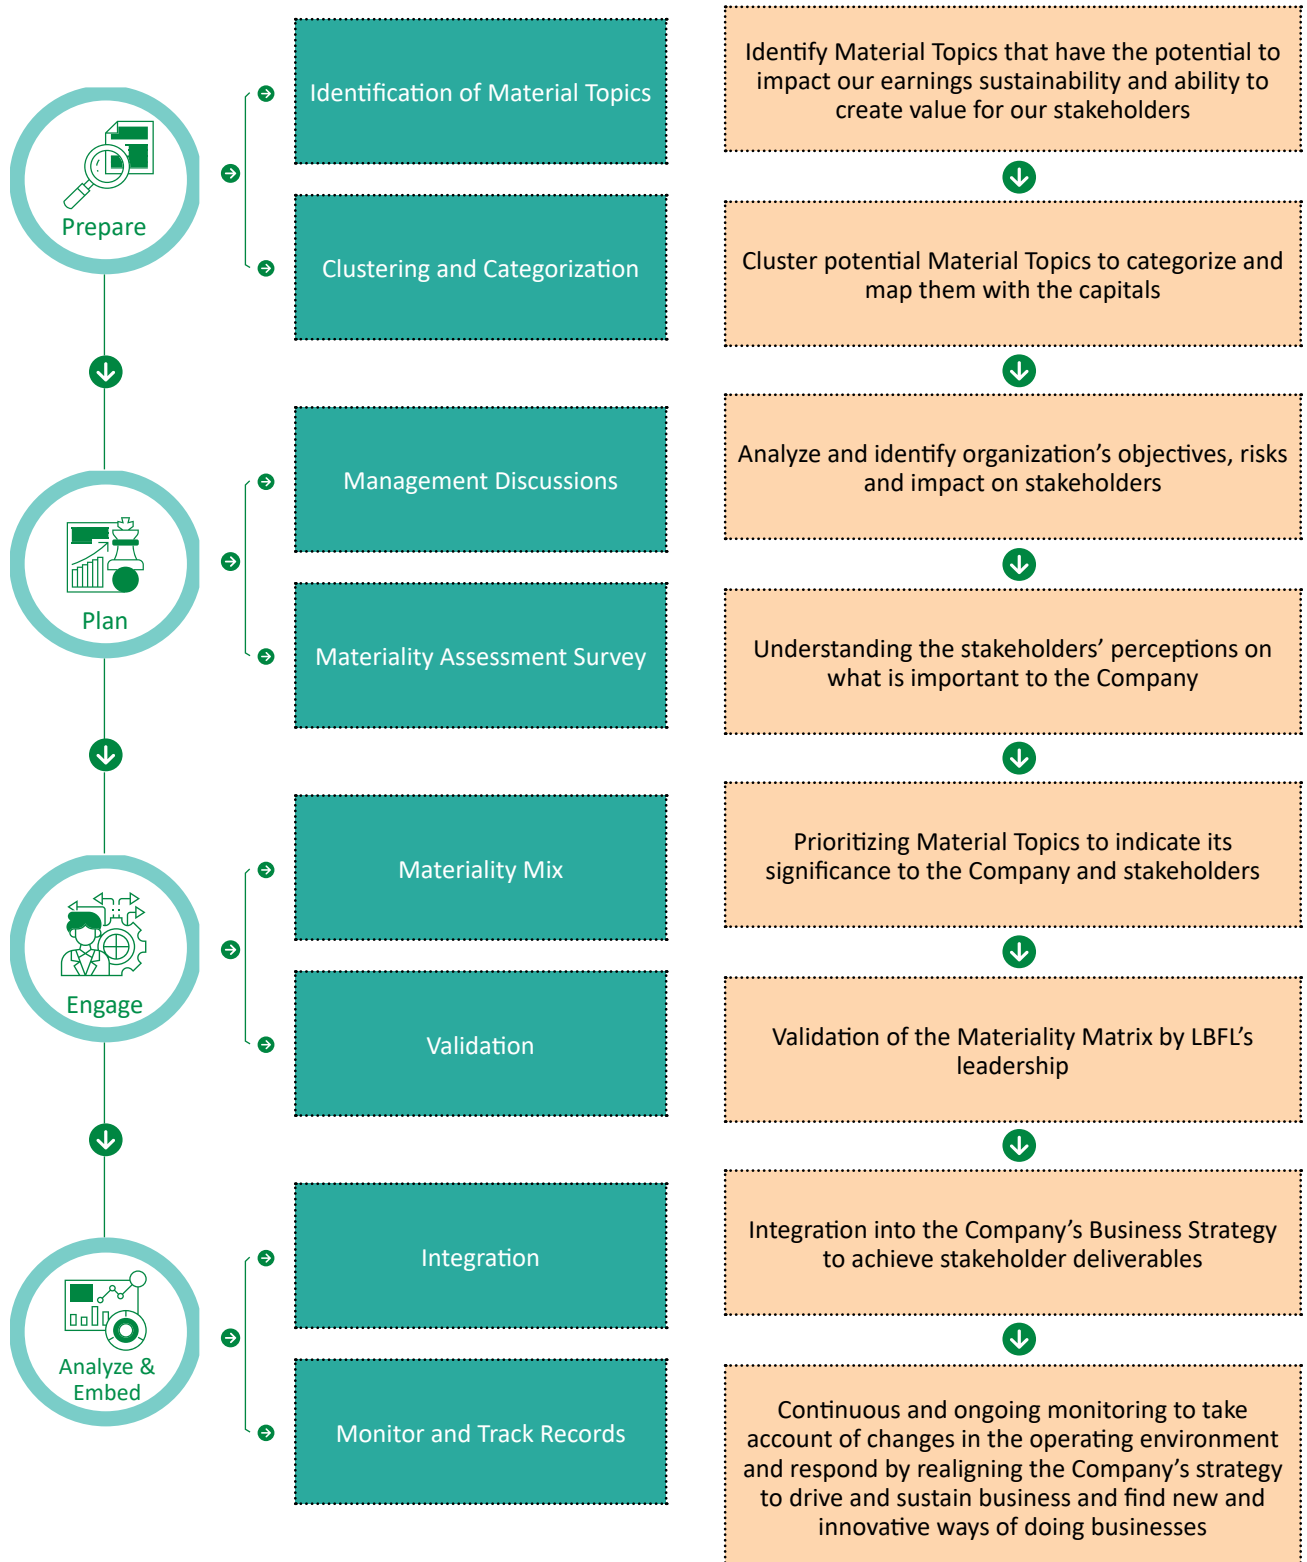 Prepare
Identification of Material Topics
Identify Material Topics that have the potential to
impact our earnings sustainability and ability to
create value for our stakeholders
Clustering and Categorization
Cluster potential Material Topics to categorize and
map them with the capitals
Plan
Management Discussions
Analyze and identify organization’s objectives, risks
and impact on stakeholders
Materiality Assessment Survey
Understanding the stakeholders’ perceptions on
what is important to the Company
Engage
Materiality Mix
Prioritizing Material Topics to indicate its
significance to the Company and stakeholders
Validation
Validation of the Materiality Matrix by LBFL’s
leadership
Analyze &
Embed
Integration
Integration into the Company’s Business Strategy
to achieve stakeholder deliverables
Monitor and Track Records
Continuous and ongoing monitoring to take
account of changes in the operating environment
and respond by realigning the Company’s strategy
to drive and sustain business and find new and
innovative ways of doing businesses